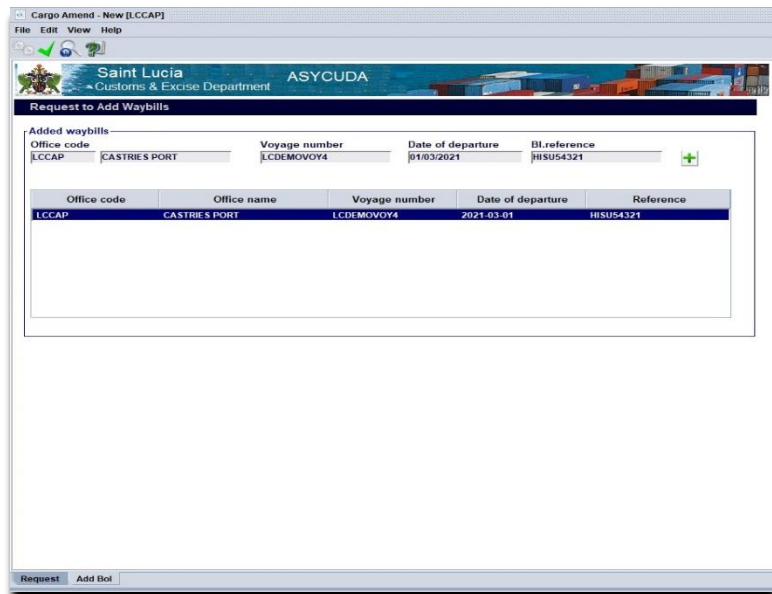 Cargo Amend - New [LCCAP]
File Edit View Help
Saint Lucia
Customs & Excise Department
ASYCUDA
Request to Add Waybills
Added waybills
Office code Voyage number Date of departure Bl.reference
LCCAP CASTRIES PORT LCDEMOVOY4 01/03/2021 HISU54321
Office code Office name Voyage number Date of departure Reference
LCCAP CASTRIES PORT LCDEMOVOY4 2021-03-01 HISU54321
Request Add Bol